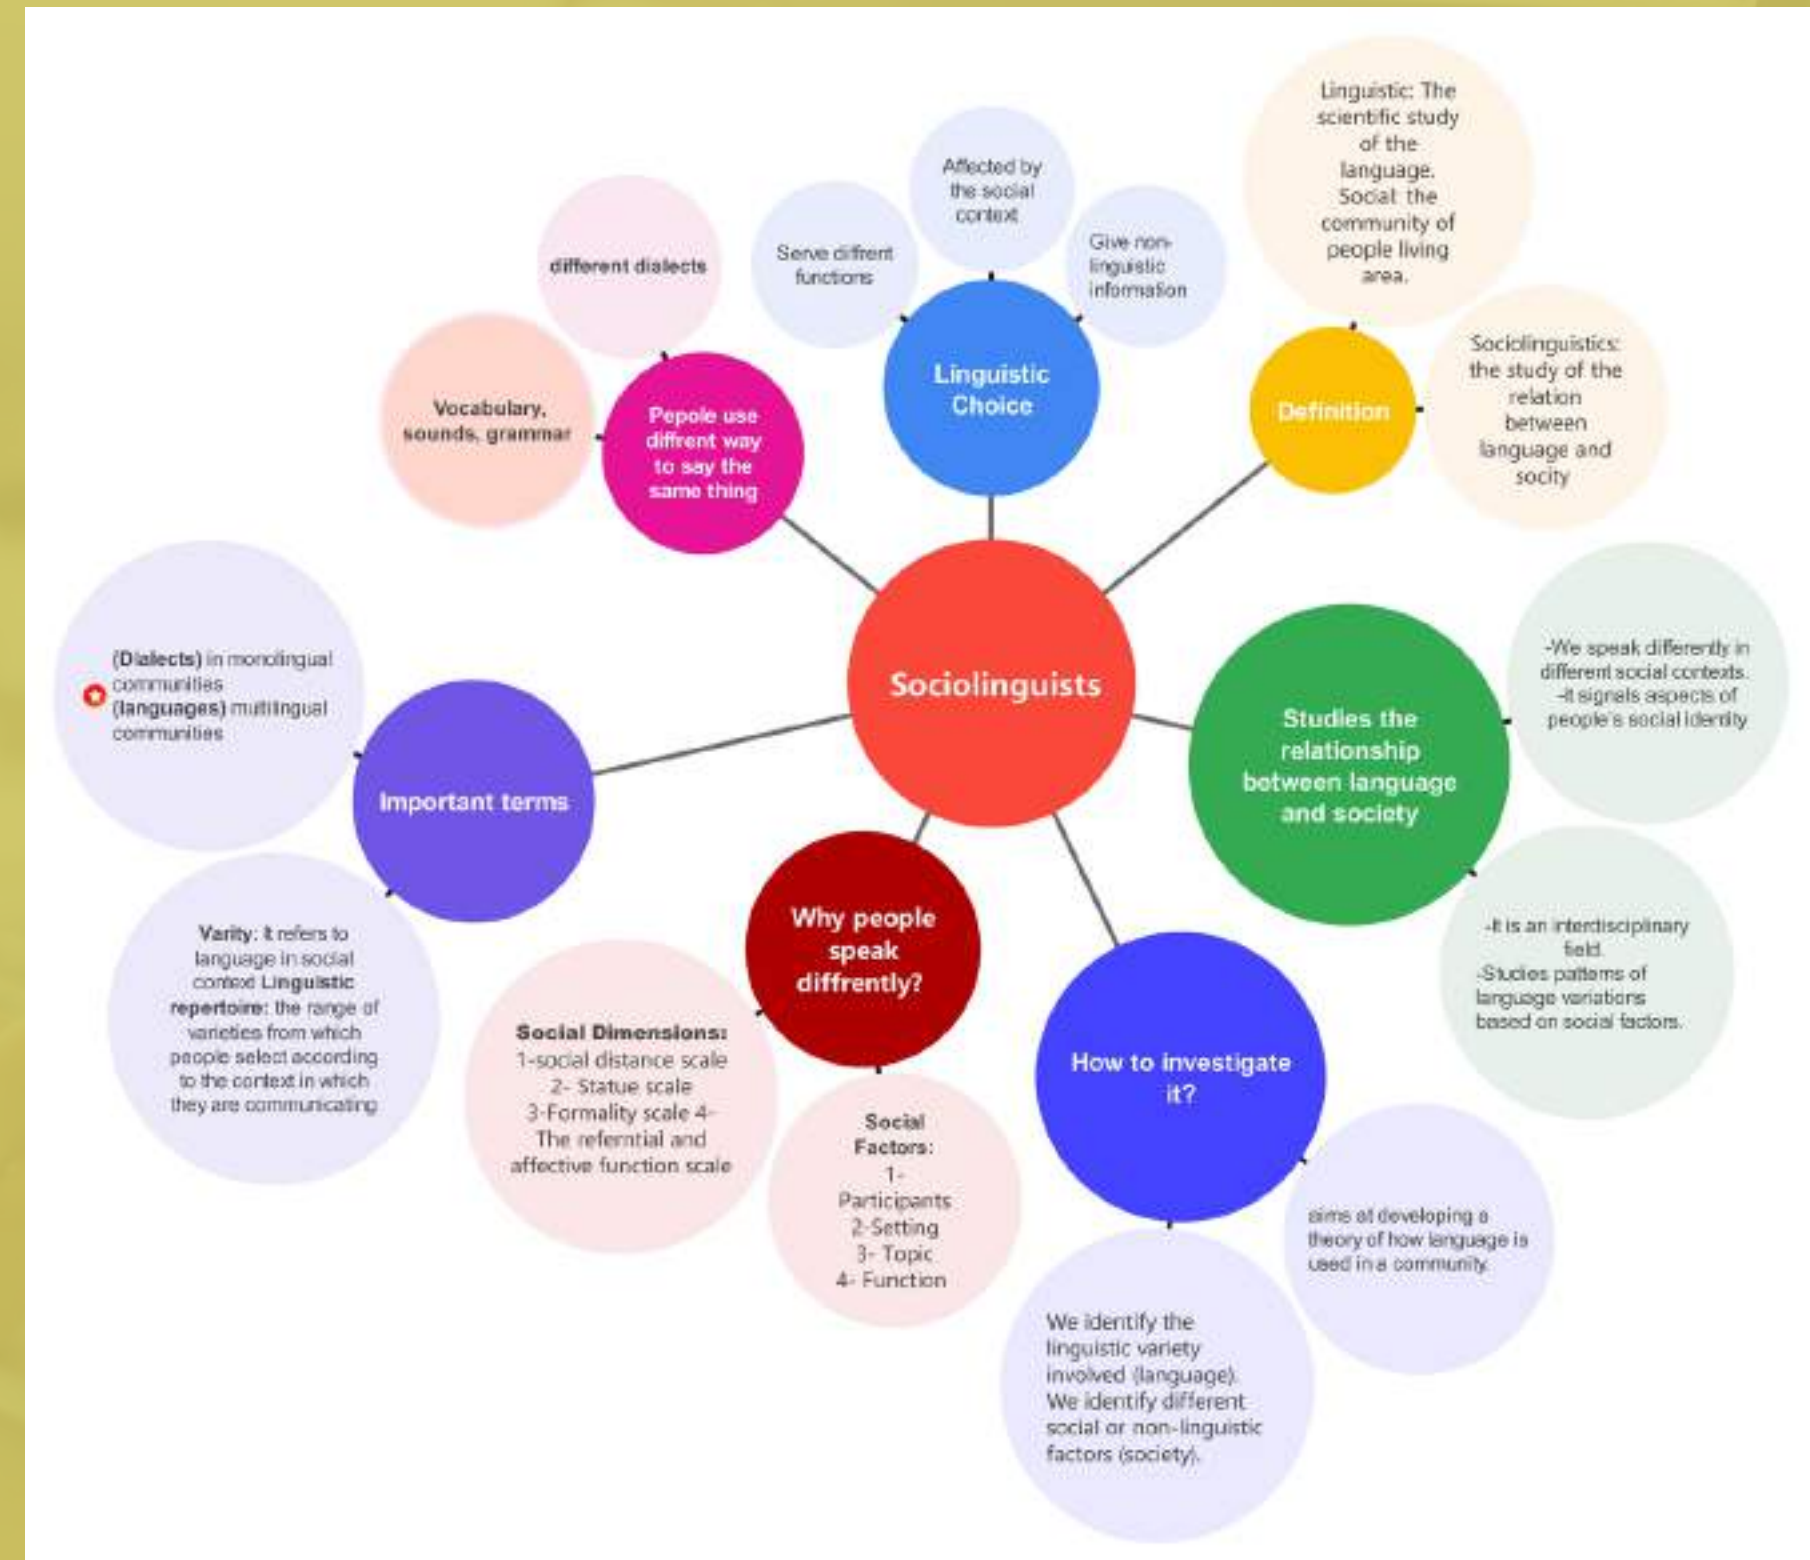 Linguistic: The
scientific study
of the
language.
Social: the
community of
people living
area.
Affected by
the social
context
Serve diffrent
functions
Give non-
linguistic
information
different dialects
Linguistic
Choice
Definition
Sociolinguistics:
the study of the
relation
between
language and
socity
Vocabulary,
sounds, grammar
Pepole use
diffrent way
to say the
same thing
Sociolinguists
(Dialects) in monolingual
communities
(languages) multilingual
communities
Important terms
Varity: It refers to
language in social
context Linguistic
repertoire: the range of
varieties from which
people select according
to the context in which
they are communicating
Studies the
relationship
between language
and society
-We speak differently in
different social contexts.
-It signals aspects of
people's social identity
-It is an interdisciplinary
field.
-Studies patterns of
language variations
based on social factors.
Why people
speak
diffrently?
Social Dimensions:
1-social distance scale
2- Statue scale
3-Formality scale 4-
The referntial and
affective function scale
Social
Factors:
1-
Participants
2-Setting
3- Topic
4- Function
How to investigate
it?
aims at developing a
theory of how language is
used in a community.
We identify the
linguistic variety
involved (language).
We identify different
social or non-linguistic
factors (society).